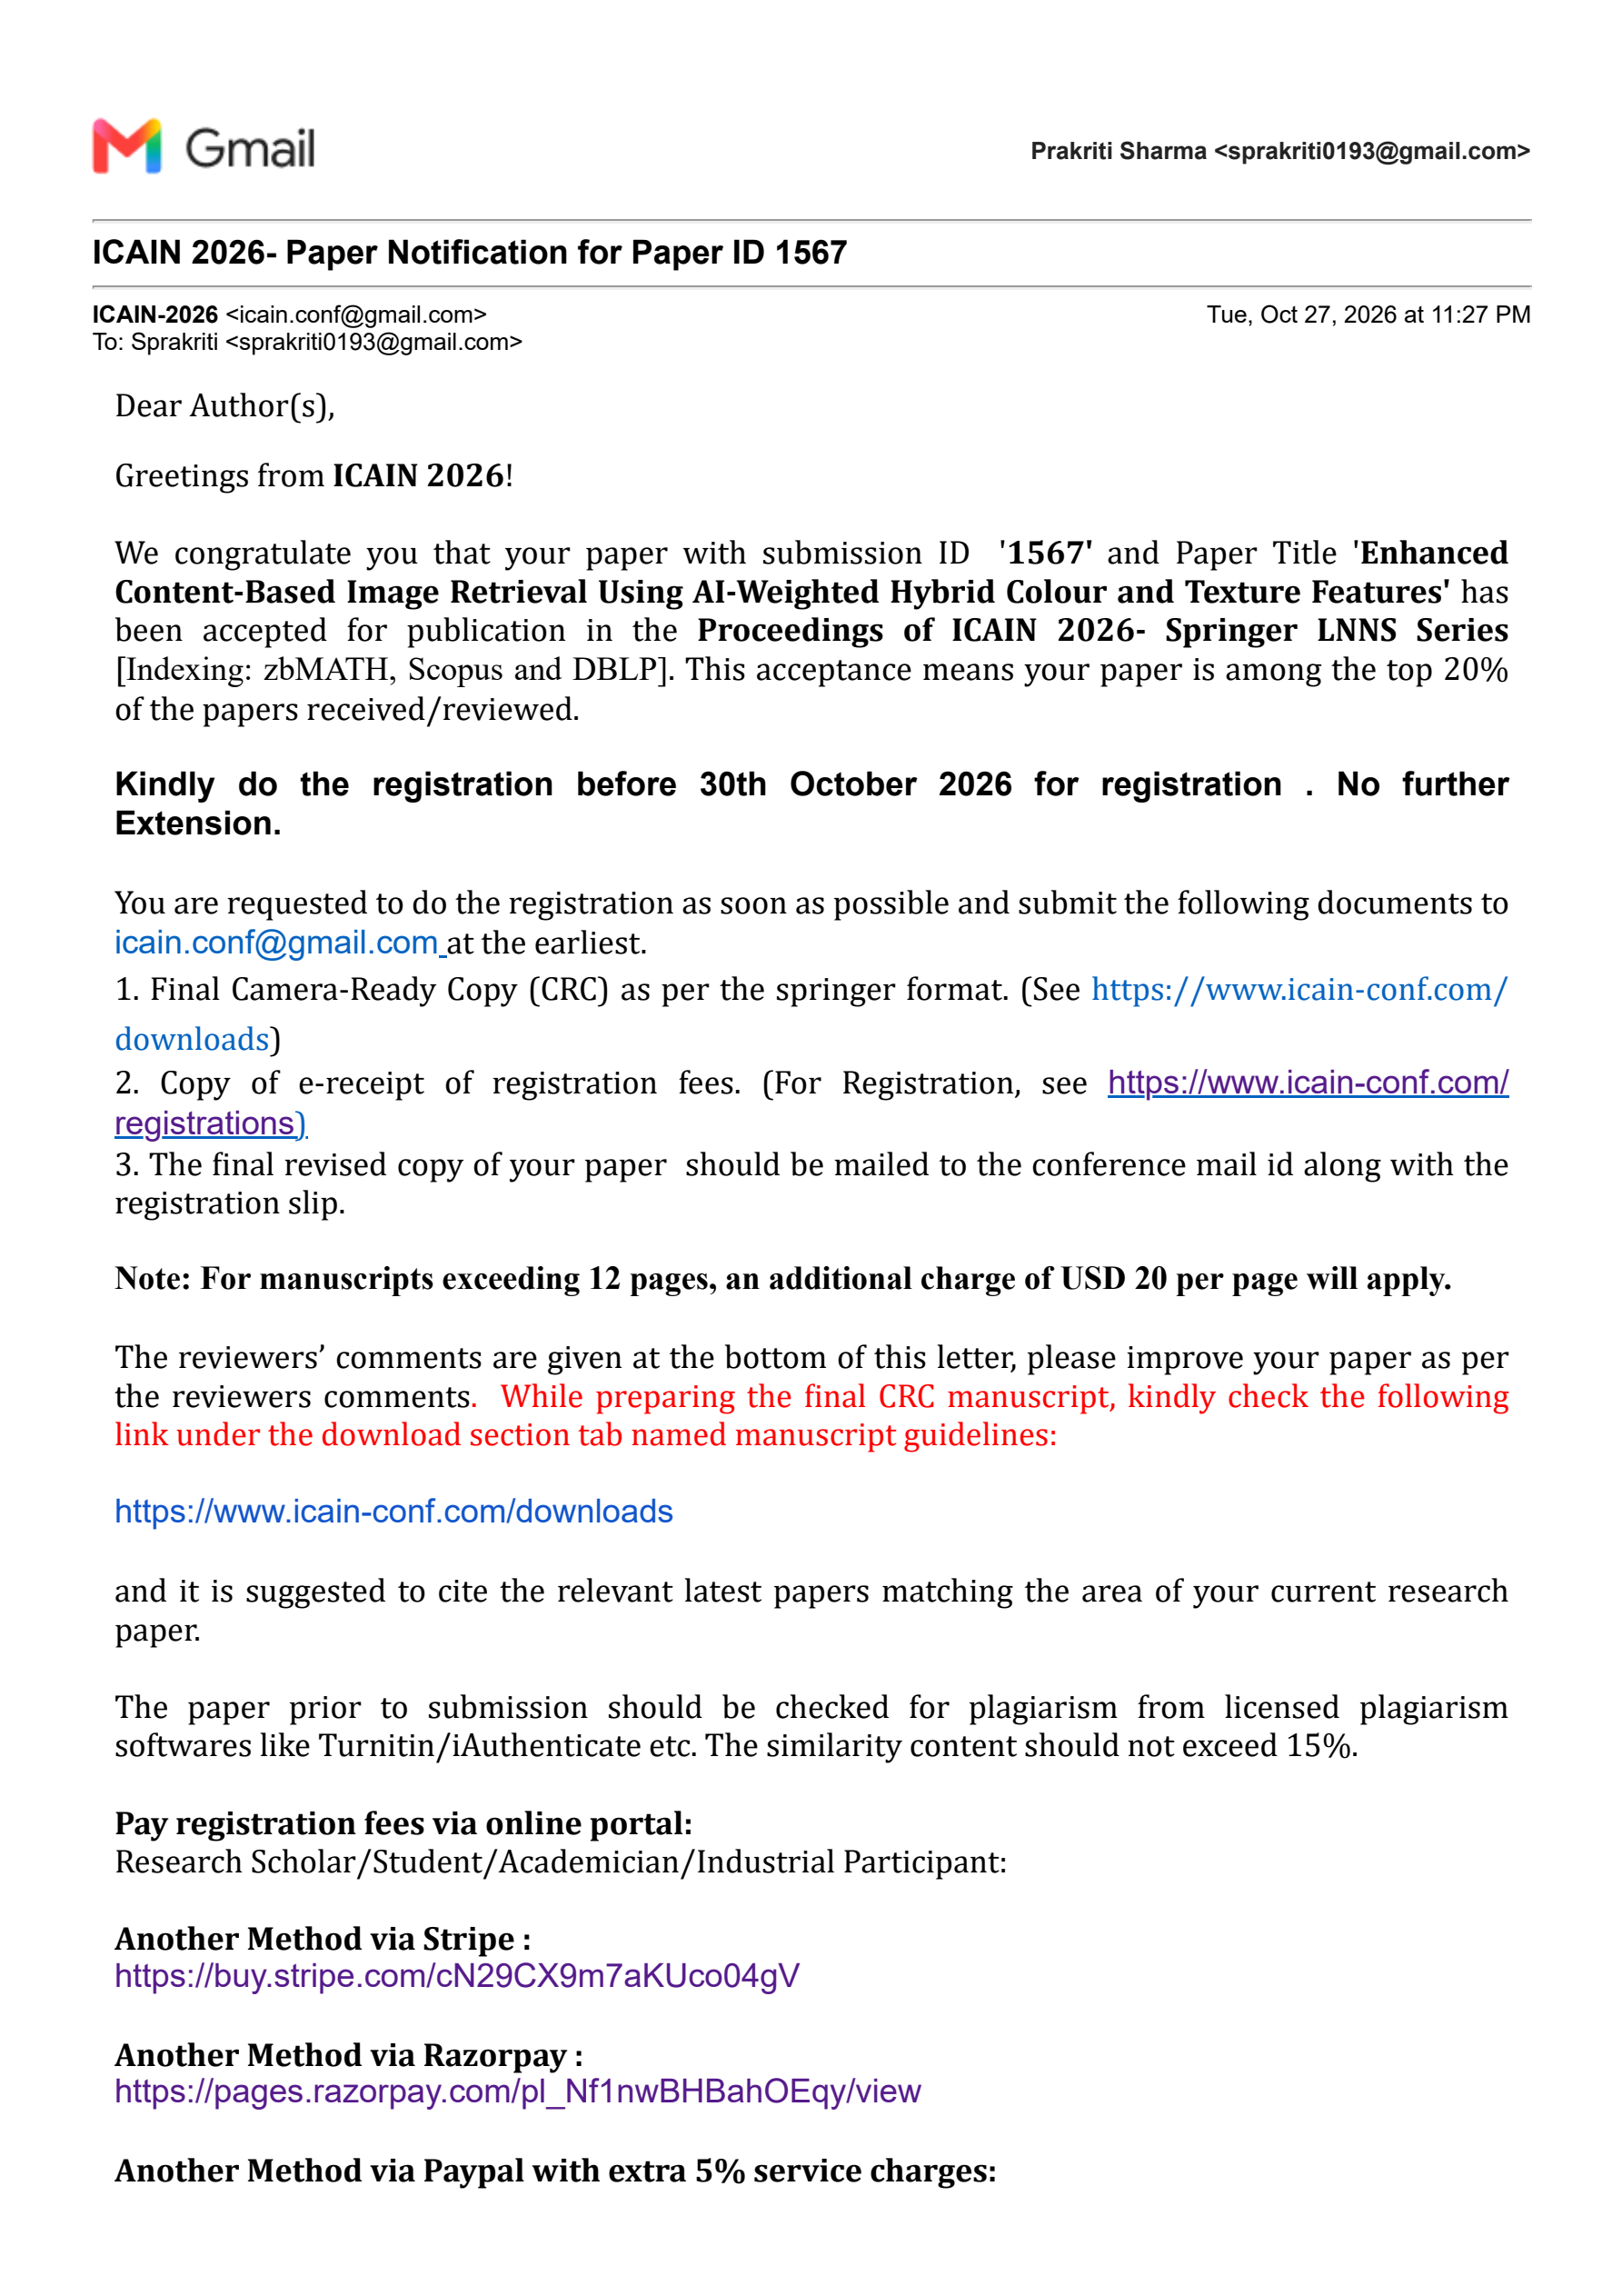 Gmail
Prakriti Sharma <sprakriti0193@gmail.com>
ICAIN 2026- Paper Notification for Paper ID 1567
ICAIN-2026 <icain.conf@gmail.com>
Tue, Oct 27, 2026 at 11:27 PM
To: Sprakriti <sprakriti0193@gmail.com>
Dear Author(s),
Greetings from ICAIN 2026!
We congratulate you that your paper with submission ID '1567' and Paper Title 'Enhanced
Content-Based Image Retrieval Using AI-Weighted Hybrid Colour and Texture Features' has
been accepted for publication in the Proceedings of ICAIN 2026- Springer LNNS Series
[Indexing: zbMATH, Scopus and DBLP]. This acceptance means your paper is among the top 20%
of the papers received/reviewed.
Kindly do the registration before 30th October 2026 for registration . No further
Extension.
You are requested to do the registration as soon as possible and submit the following documents to
icain.conf@gmail.com at the earliest.
1. Final Camera-Ready Copy (CRC) as per the springer format. (See https://www.icain-conf.com/
downloads)
2. Copy of e-receipt of registration fees. (For Registration, see https://www.icain-conf.com/
registrations)
3. The final revised copy of your paper should be mailed to the conference mail id along with the
registration slip.
Note: For manuscripts exceeding 12 pages, an additional charge of USD 20 per page will apply.
The reviewers’ comments are given at the bottom of this letter, please improve your paper as per
the reviewers comments. While preparing the final CRC manuscript, kindly check the following
link under the download section tab named manuscript guidelines:
https://www.icain-conf.com/downloads
and it is suggested to cite the relevant latest papers matching the area of your current research
paper.
The paper prior to submission should be checked for plagiarism from licensed plagiarism
softwares like Turnitin/iAuthenticate etc. The similarity content should not exceed 15%.
Pay registration fees via online portal:
Research Scholar/Student/Academician/Industrial Participant:
Another Method via Stripe :
https://buy.stripe.com/cN29CX9m7aKUco04gV
Another Method via Razorpay :
https://pages.razorpay.com/pl_Nf1nwBHBahOEqy/view
Another Method via Paypal with extra 5% service charges: